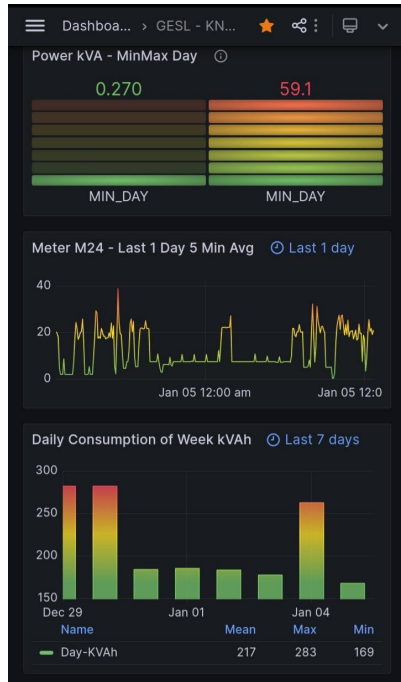 Dashboa... > GESL - KN...
Power kVA - MinMax Day
0.270 59.1
MIN_DAY MIN_DAY
Meter M24 - Last 1 Day 5 Min Avg Last 1 day
40
20
0
Jan 05 12:00 am Jan 05 12:0
Daily Consumption of Week kVAh Last 7 days
300
250
200
150
Dec 29 Jan 01 Jan 04
Name Mean Max Min
Day-KVAh 217 283 169